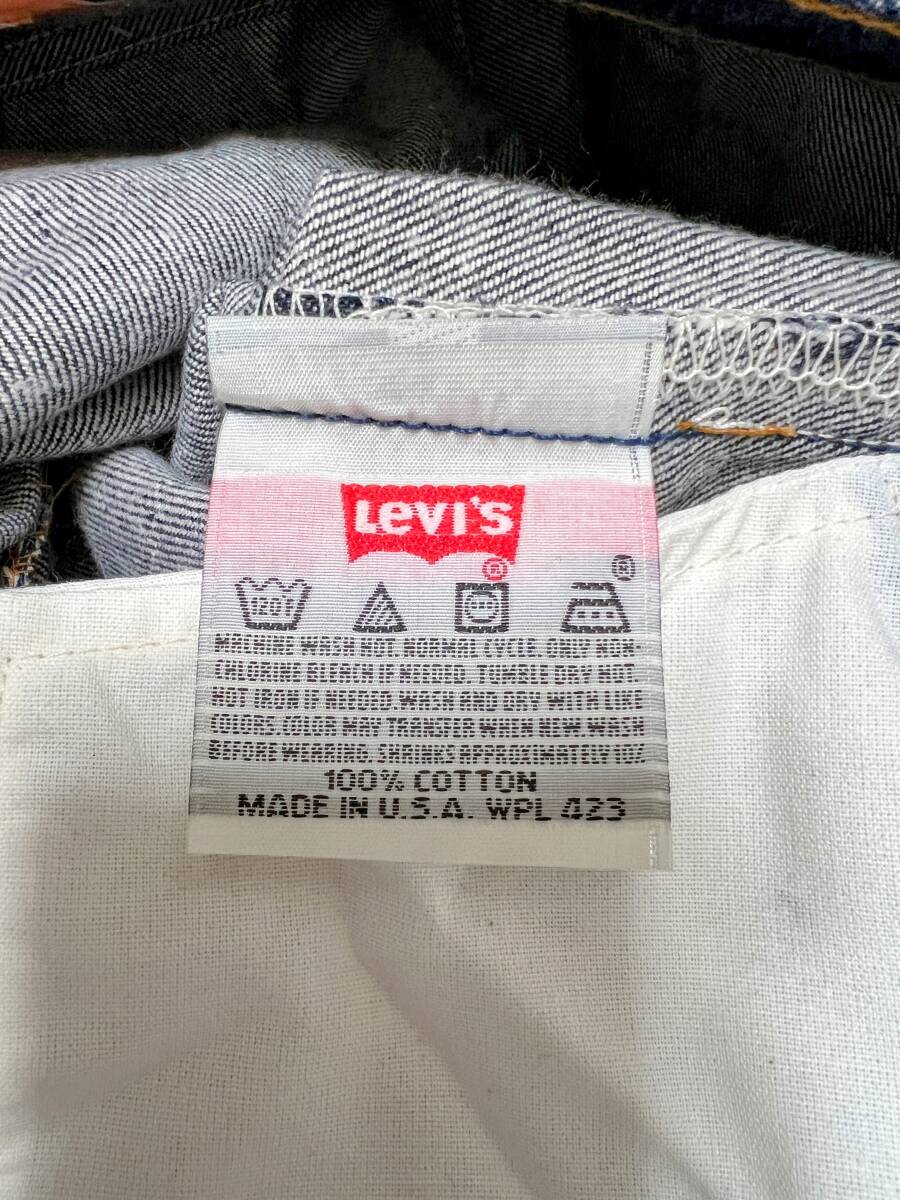 Levi's
®
®
120F
MACHINE WASH HOT. NORMAL CYCLE. ONLY NON-
CHLORINE BLEACH IF NEEDED. TUMBLE DRY HOT.
HOT IRON IF NEEDED. WASH AND DRY WITH LIKE
COLORS. COLOR MAY TRANSFER WHEN NEW. WASH
BEFORE WEARING. SHRINKS APPROXIMATELY 10%.
100% COTTON
MADE IN U.S.A. WPL 423